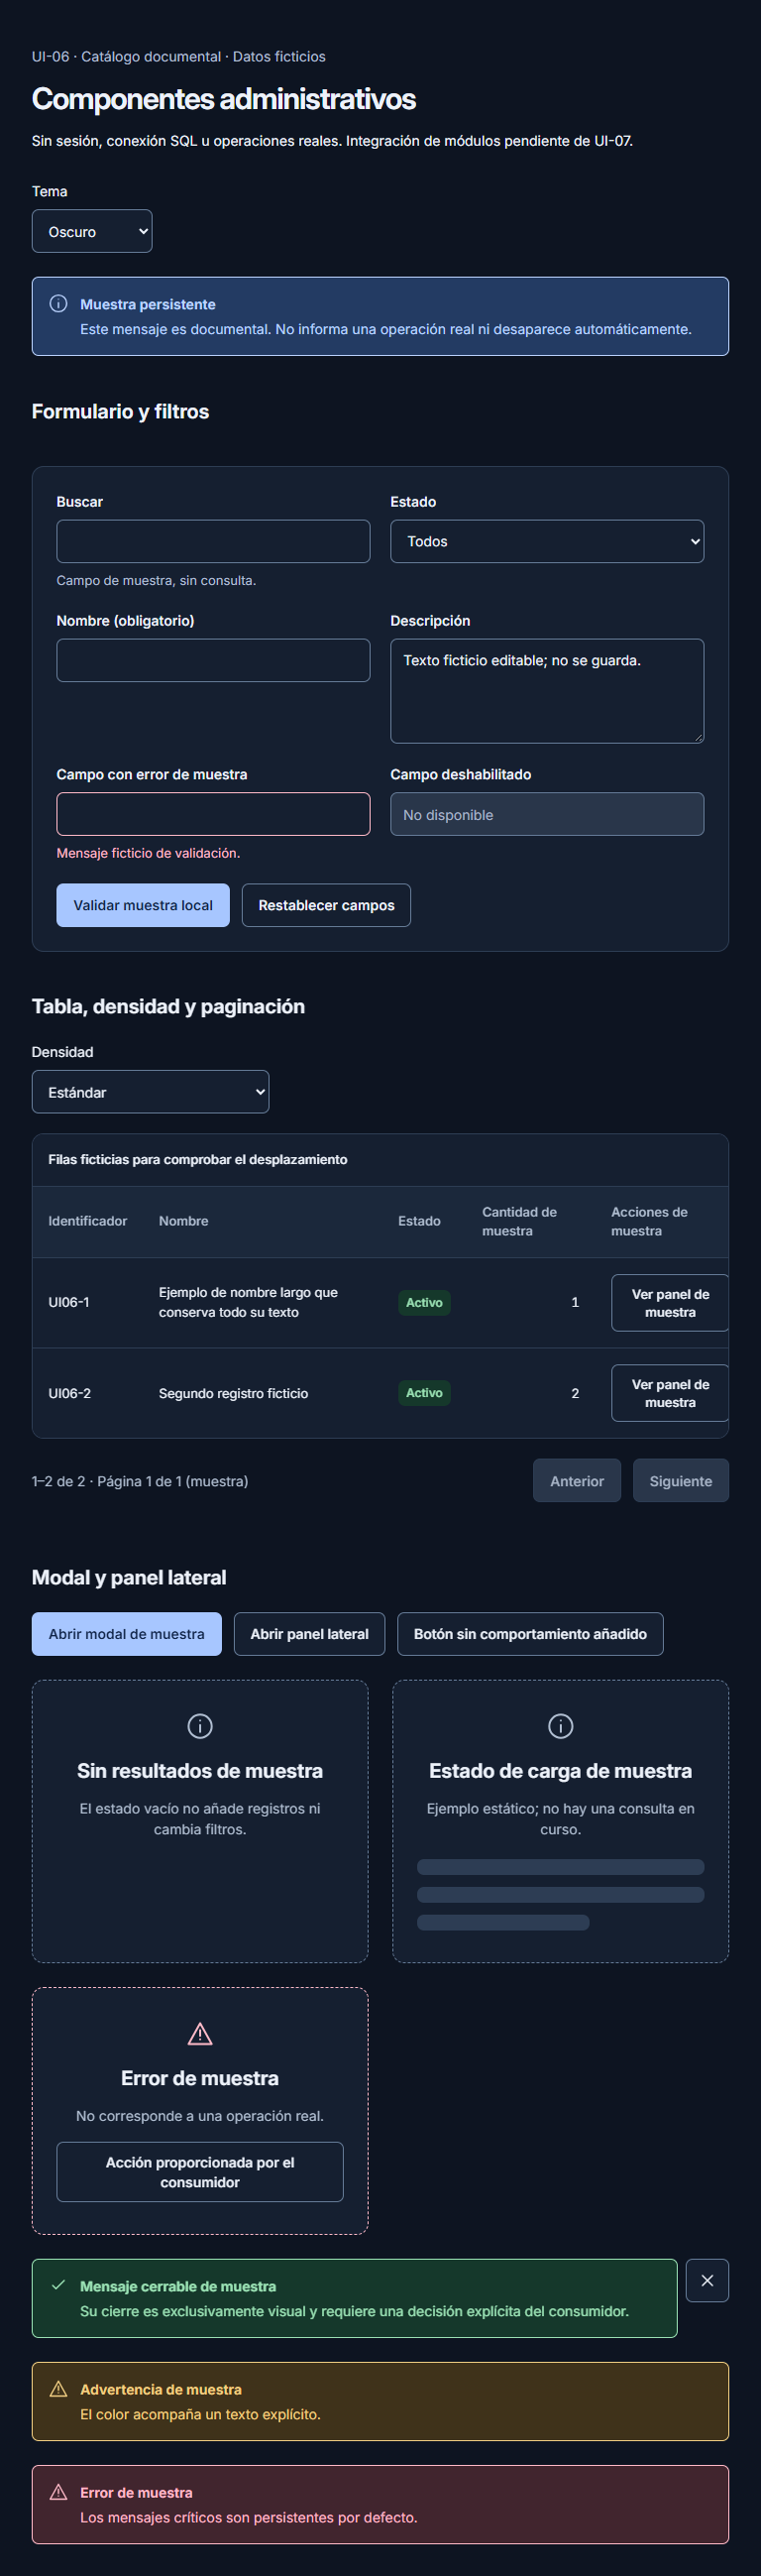 UI-06 · Catálogo documental · Datos ficticios
Componentes administrativos
Sin sesión, conexión SQL u operaciones reales. Integración de módulos pendiente de UI-07.
Tema
Oscuro
Muestra persistente
Este mensaje es documental. No informa una operación real ni desaparece automáticamente.
Formulario y filtros
Buscar
Estado
Todos
Campo de muestra, sin consulta.
Nombre (obligatorio)
Descripción
Texto ficticio editable; no se guarda.
Campo con error de muestra
Campo deshabilitado
No disponible
Mensaje ficticio de validación.
Validar muestra local
Restablecer campos
Tabla, densidad y paginación
Densidad
Estándar
Filas ficticias para comprobar el desplazamiento
Identificador
Nombre
Estado
Cantidad de
muestra
Acciones de
muestra
UI06-1
Ejemplo de nombre largo que
conserva todo su texto
Activo
1
Ver panel de
muestra
UI06-2
Segundo registro ficticio
Activo
2
Ver panel de
muestra
1–2 de 2 · Página 1 de 1 (muestra)
Anterior
Siguiente
Modal y panel lateral
Abrir modal de muestra
Abrir panel lateral
Botón sin comportamiento añadido
Sin resultados de muestra
El estado vacío no añade registros ni
cambia filtros.
Estado de carga de muestra
Ejemplo estático; no hay una consulta en
curso.
Error de muestra
No corresponde a una operación real.
Acción proporcionada por el
consumidor
Mensaje cerrable de muestra
Su cierre es exclusivamente visual y requiere una decisión explícita del consumidor.
Advertencia de muestra
El color acompaña un texto explícito.
Error de muestra
Los mensajes críticos son persistentes por defecto.